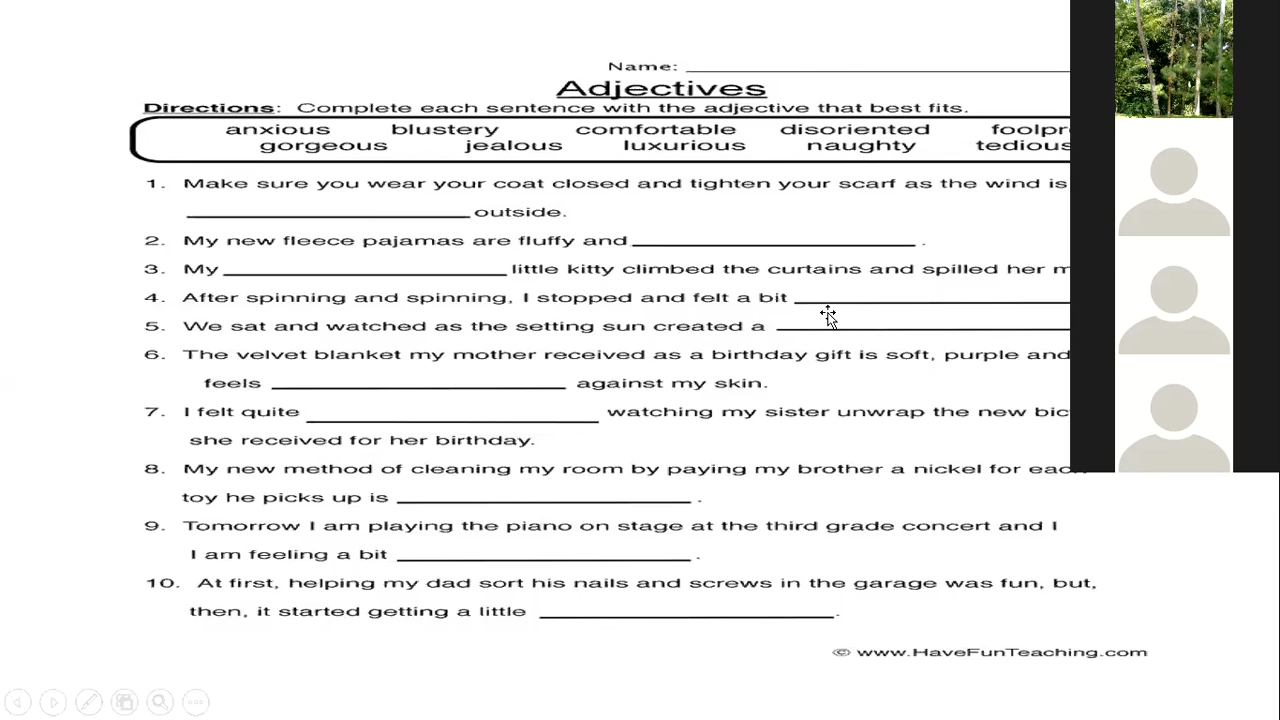 Name:
Adjectives
Directions: Complete each sentence with the adjective that best fits.
anxious blustery comfortable disoriented
gorgeous jealous luxurious naughty tedious
1. Make sure you wear your coat closed and tighten your scarf as the wind is
outside.
2. My new fleece pajamas are fluffy and .
3. My little kitty climbed the curtains and spilled her
4. After spinning and spinning, I stopped and felt a bit
5. We sat and watched as the setting sun created a
6. The velvet blanket my mother received as a birthday gift is soft, purple and
feels against my skin.
7. I felt quite watching my sister unwrap the new
she received for her birthday.
8. My new method of cleaning my room by paying my brother a nickel for each
toy he picks up is .
9. Tomorrow I am playing the piano on stage at the third grade concert and I
I am feeling a bit .
10. At first, helping my dad sort his nails and screws in the garage was fun, but,
then, it started getting a little .
© www.HaveFunTeaching.com